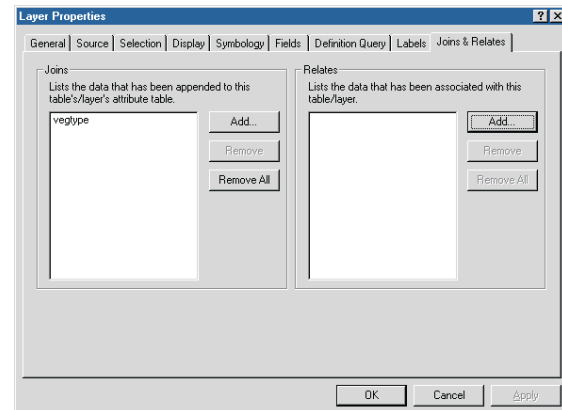 Layer Properties
? X
General Source Selection Display Symbology Fields Definition Query Labels Joins & Relates
Joins
Lists the data that has been appended to this
table's/layer's attribute table.
vegtype
Add...
Remove
Remove All
Relates
Lists the data that has been associated with this
table/layer.
Add...
Remove
Remove All
OK Cancel Apply